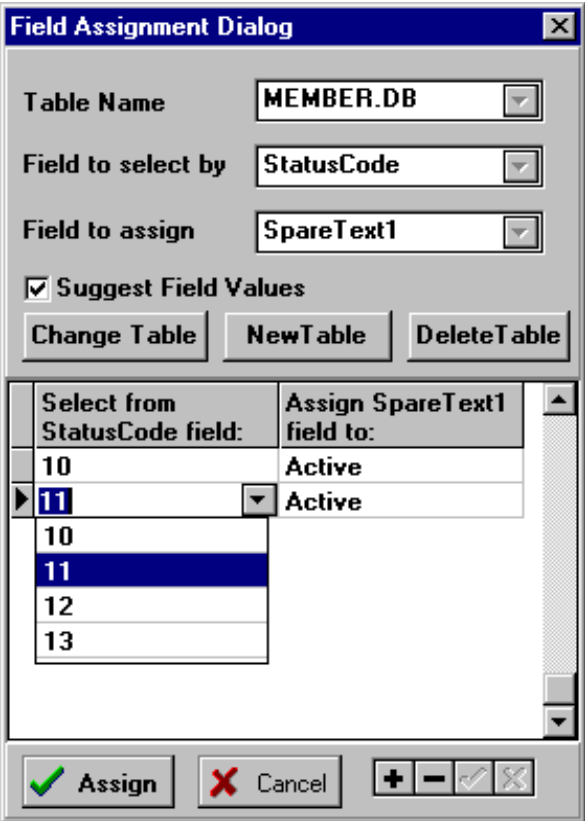 Field Assignment Dialog
Table Name MEMBER.DB
Field to select by StatusCode
Field to assign SpareText1
Suggest Field Values
Change Table NewTable DeleteTable
Select from Assign SpareText1
StatusCode field: field to:
10 Active
11 Active
10
11
12
13
Assign Cancel